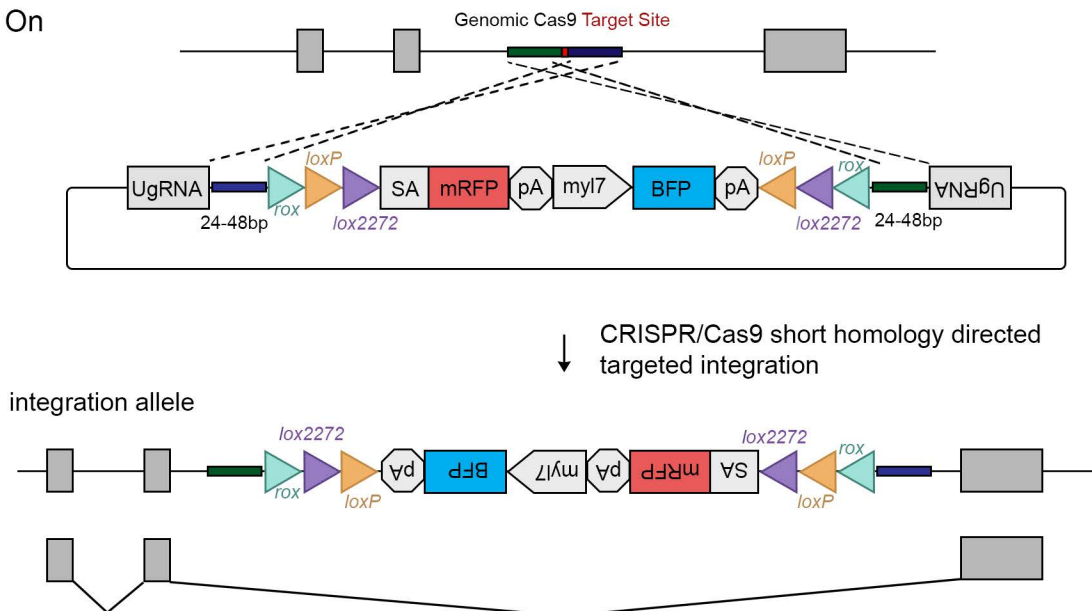 On
Genomic Cas9 Target Site
loxP
loxP
rox
UgRNA
SA
mRFP
pA
myl7
BFP
pA
UgRNA
rox
24-48bp
lox2272
lox2272
24-48bp
CRISPR/Cas9 short homology directed
targeted integration
integration allele
lox2272
lox2272
rox
pA
BFP
myl7
pA
mRFP
SA
rox
loxP
loxP